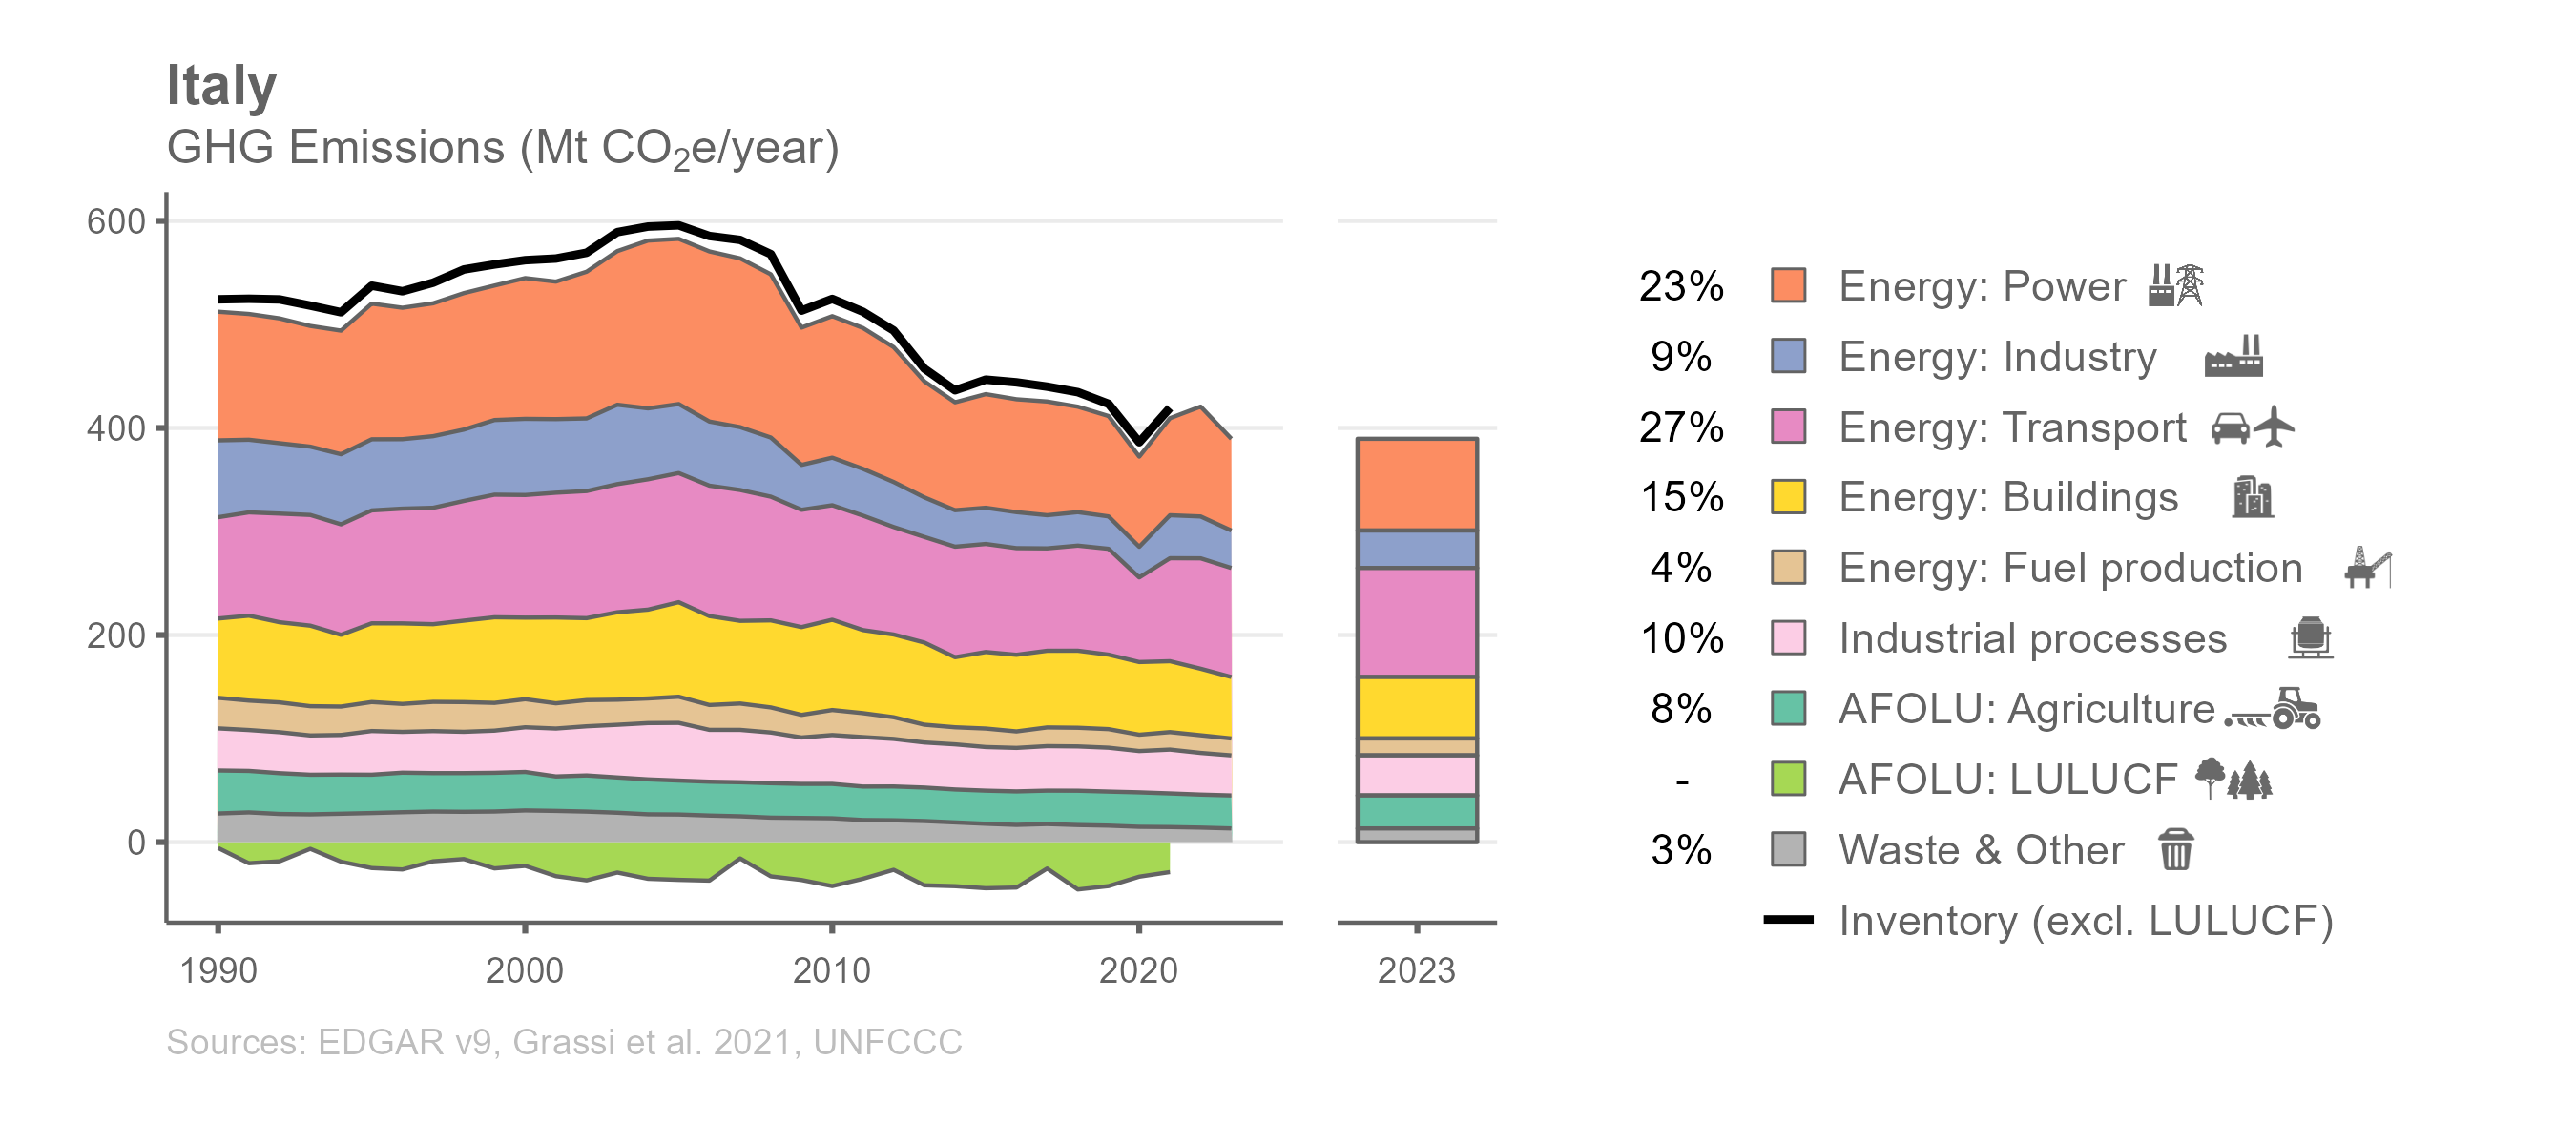 Italy
GHG Emissions (Mt CO₂e/year)
600
400
200
0
1990 2000 2010 2020 2023
23% Energy: Power
9% Energy: Industry
27% Energy: Transport
15% Energy: Buildings
4% Energy: Fuel production
10% Industrial processes
8% AFOLU: Agriculture
- AFOLU: LULUCF
3% Waste & Other
Inventory (excl. LULUCF)
Sources: EDGAR v9, Grassi et al. 2021, UNFCCC